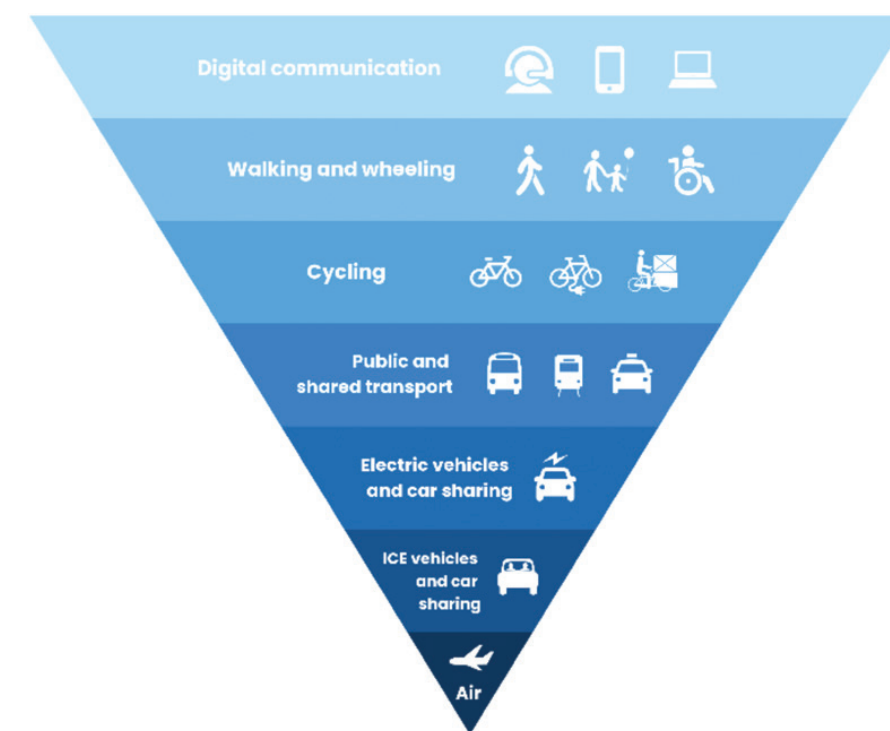 Digital communication
Walking and wheeling
Cycling
Public and
shared transport
Electric vehicles
and car sharing
ICE vehicles
and car
sharing
Air